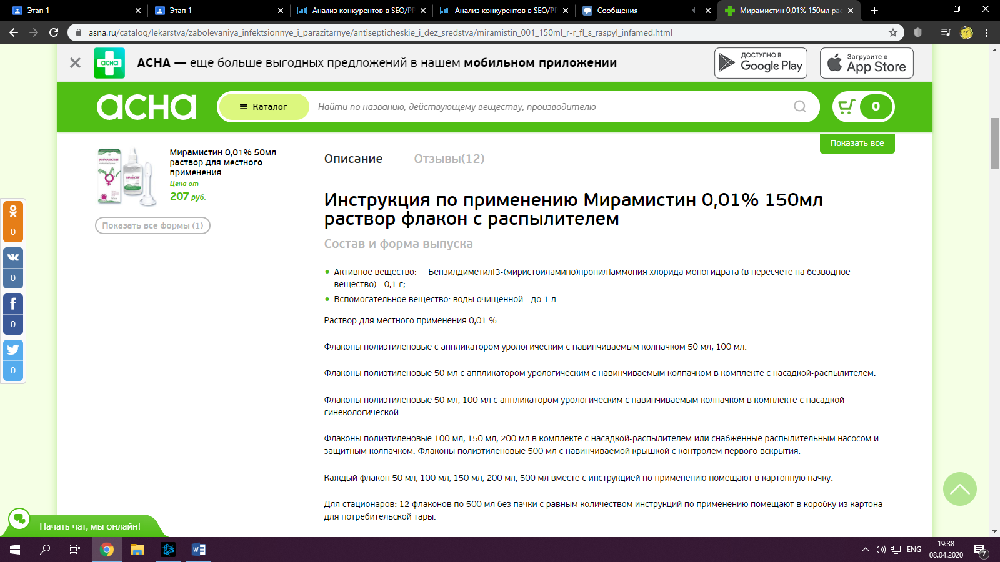 Этап 1
Этап 1
Анализ конкурентов в SEO/PP
Анализ конкурентов в SEO/PP
Сообщения
Мирамистин 0,01% 150мл рас
asna.ru/catalog/lekarstva/zabolevaniya_infektsionnye_i_parazitarnye/antisepticheskie_i_dez_sredstva/miramistin_001_150ml_r-r_fl_s_raspyl_infamed.html
асна
АСНА — еще больше выгодных предложений в нашем мобильном приложении
ДОСТУПНО В
Google Play
Загрузите в
App Store
асна
Каталог
Найти по названию, действующему веществу, производителю
0
Показать все
МИРАМИСТИН
Мирамистин 0,01% 50мл
раствор для местного
применения
Цена от
207 руб.
Показать все формы (1)
Описание
Отзывы(12)
Инструкция по применению Мирамистин 0,01% 150мл
раствор флакон с распылителем
Состав и форма выпуска
Активное вещество: Бензилдиметил[3-(миристоиламино)пропил]аммония хлорида моногидрата (в пересчете на безводное
вещество) - 0,1 г;
Вспомогательное вещество: воды очищенной - до 1 л.
Раствор для местного применения 0,01 %.
Флаконы полиэтиленовые с аппликатором урологическим с навинчиваемым колпачком 50 мл, 100 мл.
Флаконы полиэтиленовые 50 мл с аппликатором урологическим с навинчиваемым колпачком в комплекте с насадкой-распылителем.
Флаконы полиэтиленовые 50 мл, 100 мл с аппликатором урологическим с навинчиваемым колпачком в комплекте с насадкой
гинекологической.
Флаконы полиэтиленовые 100 мл, 150 мл, 200 мл в комплекте с насадкой-распылителем или снабженные распылительным насосом и
защитным колпачком. Флаконы полиэтиленовые 500 мл с навинчиваемой крышкой с контролем первого вскрытия.
Каждый флакон 50 мл, 100 мл, 150 мл, 200 мл, 500 мл вместе с инструкцией по применению помещают в картонную пачку.
Для стационаров: 12 флаконов по 500 мл без пачки с равным количеством инструкций по применению помещают в коробку из картона
для потребительской тары.
0
0
0
0
Начать чат, мы онлайн!
ENG
19:38
08.04.2020
7